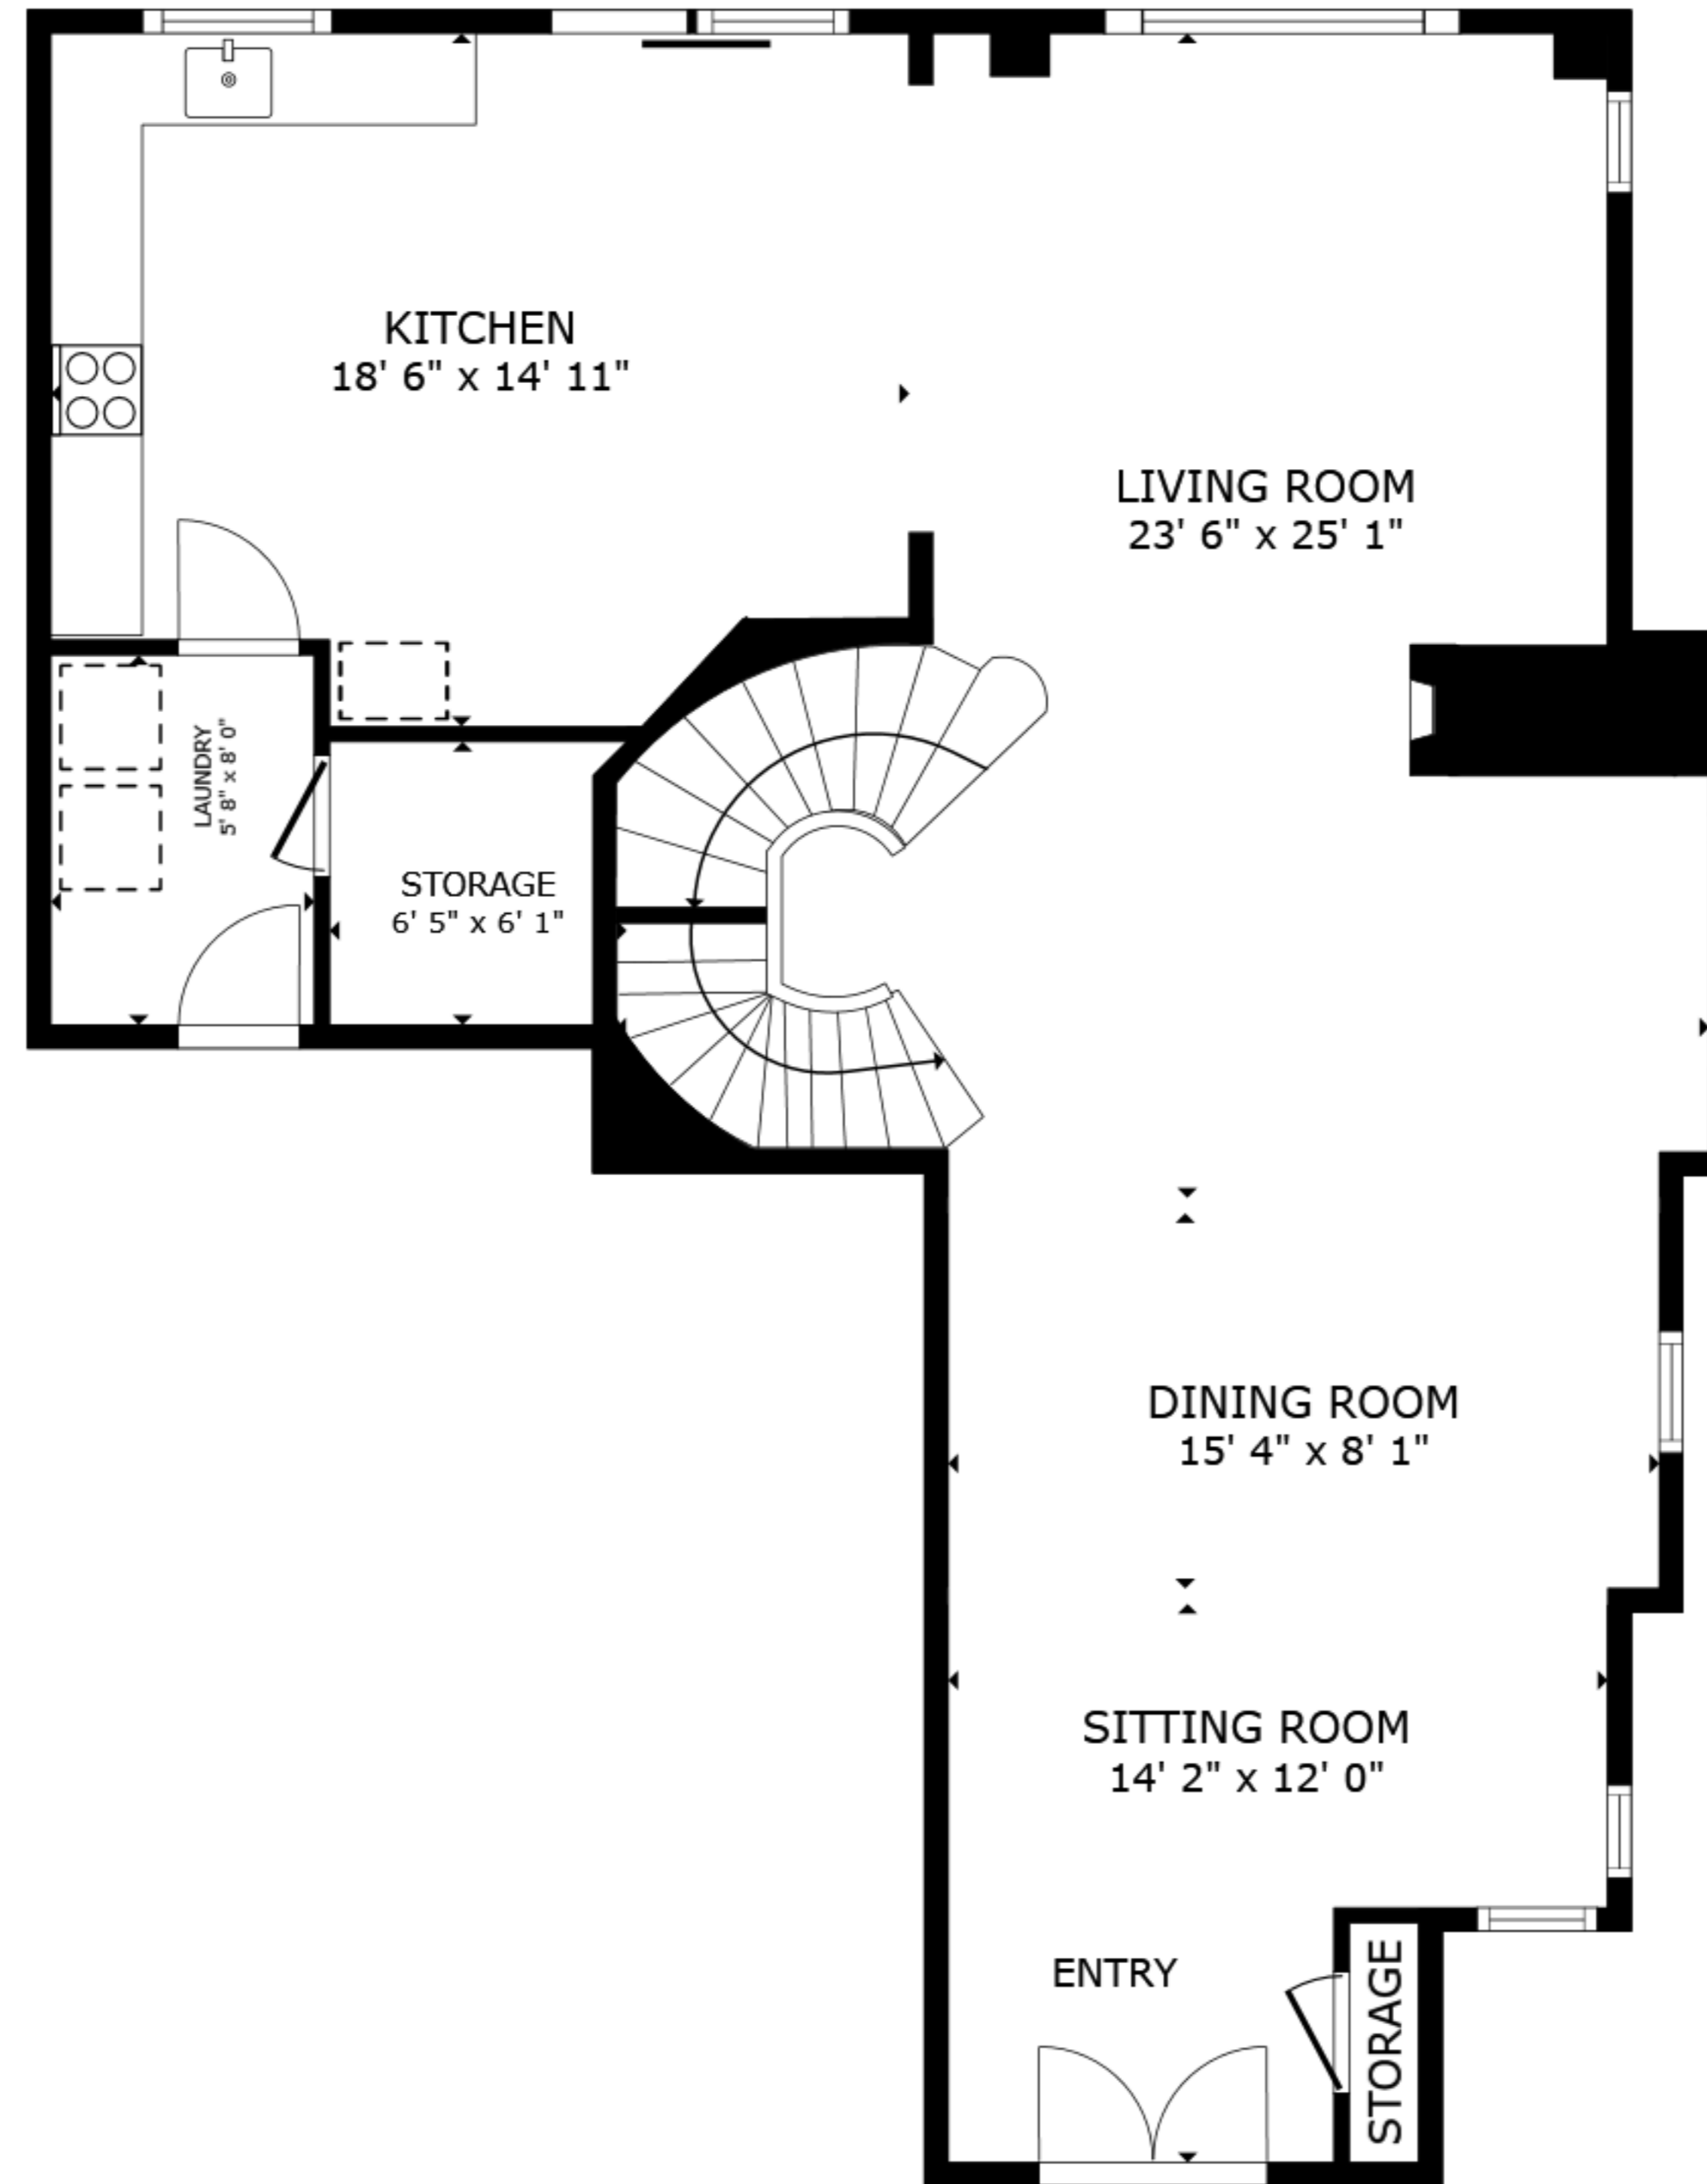 KITCHEN
18' 6" x 14' 11"
LIVING ROOM
23' 6" x 25' 1"
LAUNDRY
5' 8" x 8' 0"
STORAGE
6' 5" x 6' 1"
DINING ROOM
15' 4" x 8' 1"
SITTING ROOM
14' 2" x 12' 0"
ENTRY
STORAGE